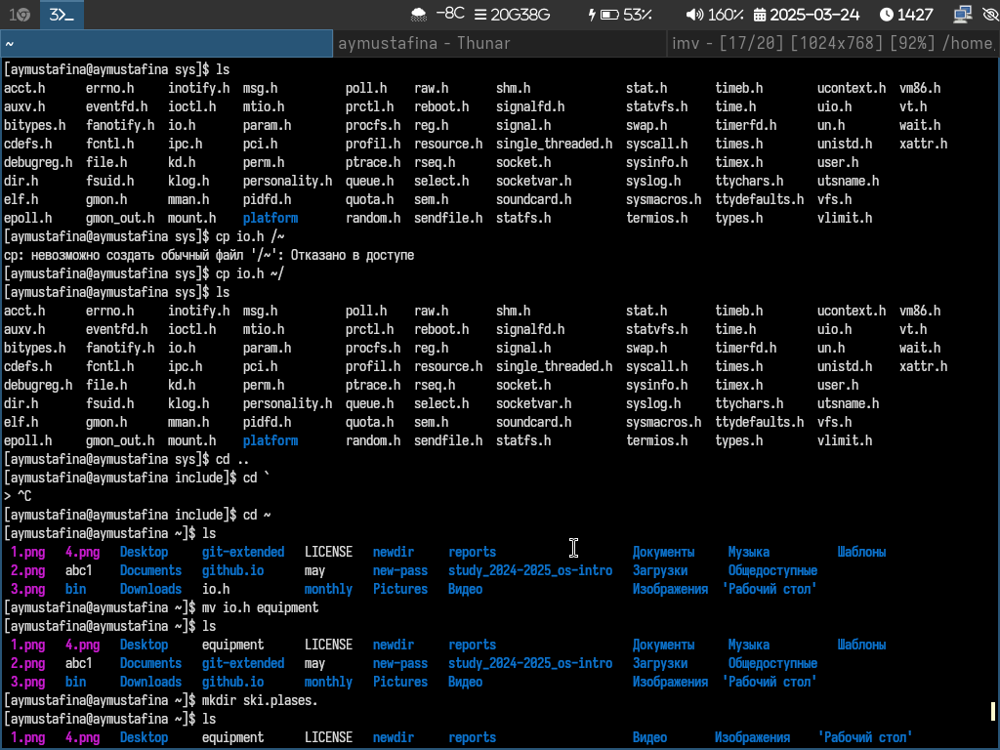 1 3>_ -8C 20G38G 53% 160% 2025-03-24 1427
~ aymustafina - Thunar imv - [17/20] [1024x768] [92%] /home
[aymustafina@aymustafina sys]$ ls
acct.h errno.h inotify.h msg.h poll.h raw.h shm.h stat.h timeb.h ucontext.h vm86.h
auxv.h eventfd.h ioctl.h mtio.h prctl.h reboot.h signalfd.h statvfs.h time.h uio.h vt.h
bitypes.h fanotify.h io.h param.h procfs.h reg.h signal.h swap.h timerfd.h un.h wait.h
cdefs.h fcntl.h ipc.h pci.h profil.h resource.h single_threaded.h syscall.h times.h unistd.h xattr.h
debugreg.h file.h kd.h perm.h ptrace.h rseq.h socket.h sysinfo.h timex.h user.h
dir.h fsuid.h klog.h personality.h queue.h select.h socketvar.h syslog.h ttychars.h utsname.h
elf.h gmon.h mman.h pidfd.h quota.h sem.h soundcard.h sysmacros.h ttydefaults.h vfs.h
epoll.h gmon_out.h mount.h platform random.h sendfile.h statfs.h termios.h types.h vlimit.h
[aymustafina@aymustafina sys]$ cp io.h /~
cp: невозможно создать обычный файл '/~': Отказано в доступе
[aymustafina@aymustafina sys]$ cp io.h ~/
[aymustafina@aymustafina sys]$ ls
acct.h errno.h inotify.h msg.h poll.h raw.h shm.h stat.h timeb.h ucontext.h vm86.h
auxv.h eventfd.h ioctl.h mtio.h prctl.h reboot.h signalfd.h statvfs.h time.h uio.h vt.h
bitypes.h fanotify.h io.h param.h procfs.h reg.h signal.h swap.h timerfd.h un.h wait.h
cdefs.h fcntl.h ipc.h pci.h profil.h resource.h single_threaded.h syscall.h times.h unistd.h xattr.h
debugreg.h file.h kd.h perm.h ptrace.h rseq.h socket.h sysinfo.h timex.h user.h
dir.h fsuid.h klog.h personality.h queue.h select.h socketvar.h syslog.h ttychars.h utsname.h
elf.h gmon.h mman.h pidfd.h quota.h sem.h soundcard.h sysmacros.h ttydefaults.h vfs.h
epoll.h gmon_out.h mount.h platform random.h sendfile.h statfs.h termios.h types.h vlimit.h
[aymustafina@aymustafina sys]$ cd ..
[aymustafina@aymustafina include]$ cd `
> ^C
[aymustafina@aymustafina include]$ cd ~
[aymustafina@aymustafina ~]$ ls
1.png 4.png Desktop git-extended LICENSE newdir reports Документы Музыка Шаблоны
2.png abc1 Documents github.io may new-pass study_2024-2025_os-intro Загрузки Общедоступные
3.png bin Downloads io.h monthly Pictures Видео Изображения 'Рабочий стол'
[aymustafina@aymustafina ~]$ mv io.h equipment
[aymustafina@aymustafina ~]$ ls
1.png 4.png Desktop equipment LICENSE newdir reports Документы Музыка Шаблоны
2.png abc1 Documents git-extended may new-pass study_2024-2025_os-intro Загрузки Общедоступные
3.png bin Downloads github.io monthly Pictures Видео Изображения 'Рабочий стол'
[aymustafina@aymustafina ~]$ mkdir ski.plases.
[aymustafina@aymustafina ~]$ ls
1.png 4.png Desktop equipment LICENSE newdir reports Видео Изображения 'Рабочий стол'